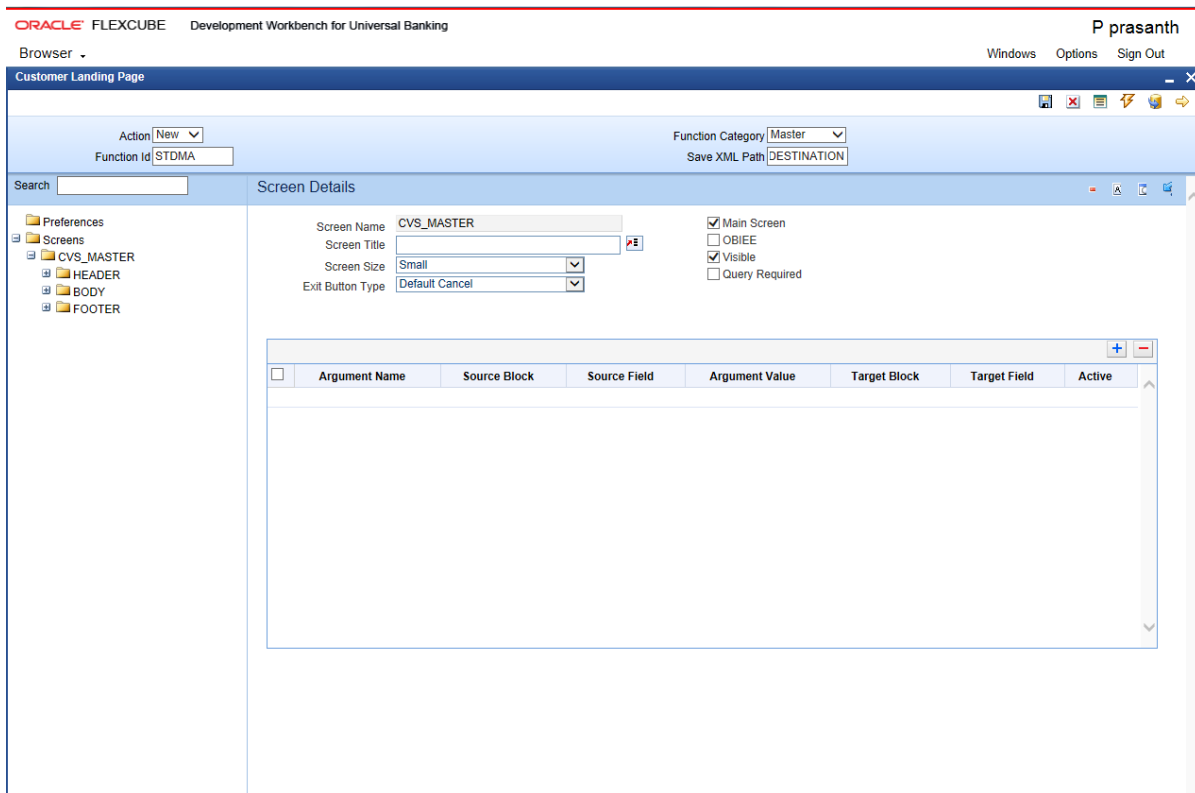 ORACLE FLEXCUBE Development Workbench for Universal Banking P prasanth
Browser Windows Options Sign Out
Customer Landing Page
Action New Function Category Master
Function Id STDMA Save XML Path DESTINATION
Search Screen Details
Preferences
Screens
CVS_MASTER
HEADER
BODY
FOOTER
Screen Name CVS_MASTER
Screen Title
Screen Size Small
Exit Button Type Default Cancel
Main Screen
OBIEE
Visible
Query Required
Argument Name Source Block Source Field Argument Value Target Block Target Field Active